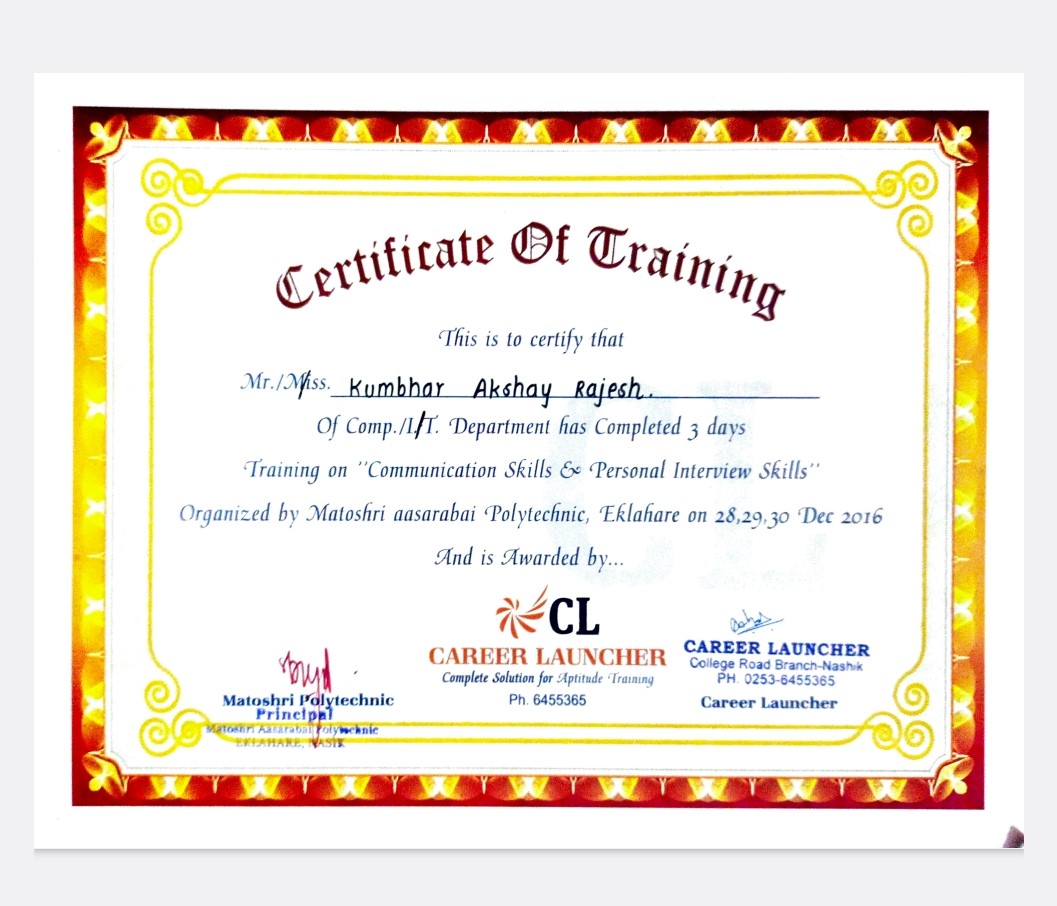 Certificate Of Training
This is to certify that
Mr./Miss. Kumbhar Akshay Rajesh.
Of Comp./I.T. Department has Completed 3 days
Training on ''Communication Skills & Personal Interview Skills''
Organized by Matoshri aasarabai Polytechnic, Eklahare on 28,29,30 Dec 2016
And is Awarded by...
CL
CAREER LAUNCHER
Complete Solution for Aptitude Training
Ph. 6455365
Matoshri Polytechnic
Principal
Matoshri Aasarabai Polytechnic
EKLAHARE, NASIK
CAREER LAUNCHER
College Road Branch-Nashik
PH. 0253-6455365
Career Launcher